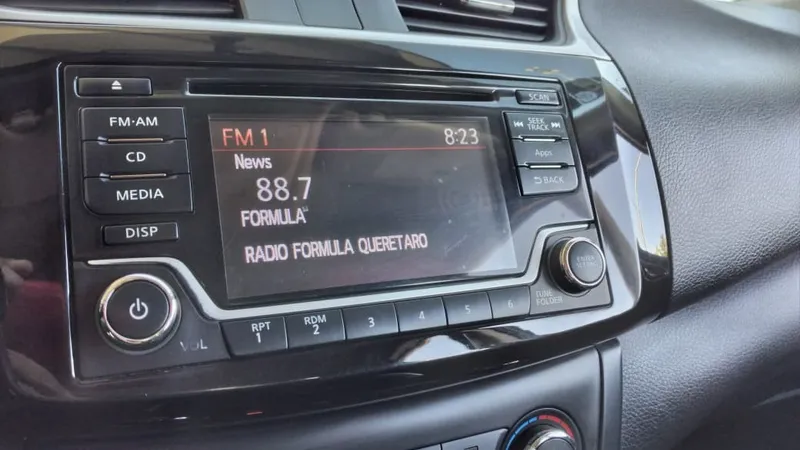 SCAN
FM·AM
SEEK
TRACK
CD
Apps
MEDIA
BACK
DISP
FM 1 8:23
News
88.7
FORMULA
RADIO FORMULA QUERETARO
VOL
RPT
1
RDM
2
3
4
5
6
TUNE
FOLDER
ENTER